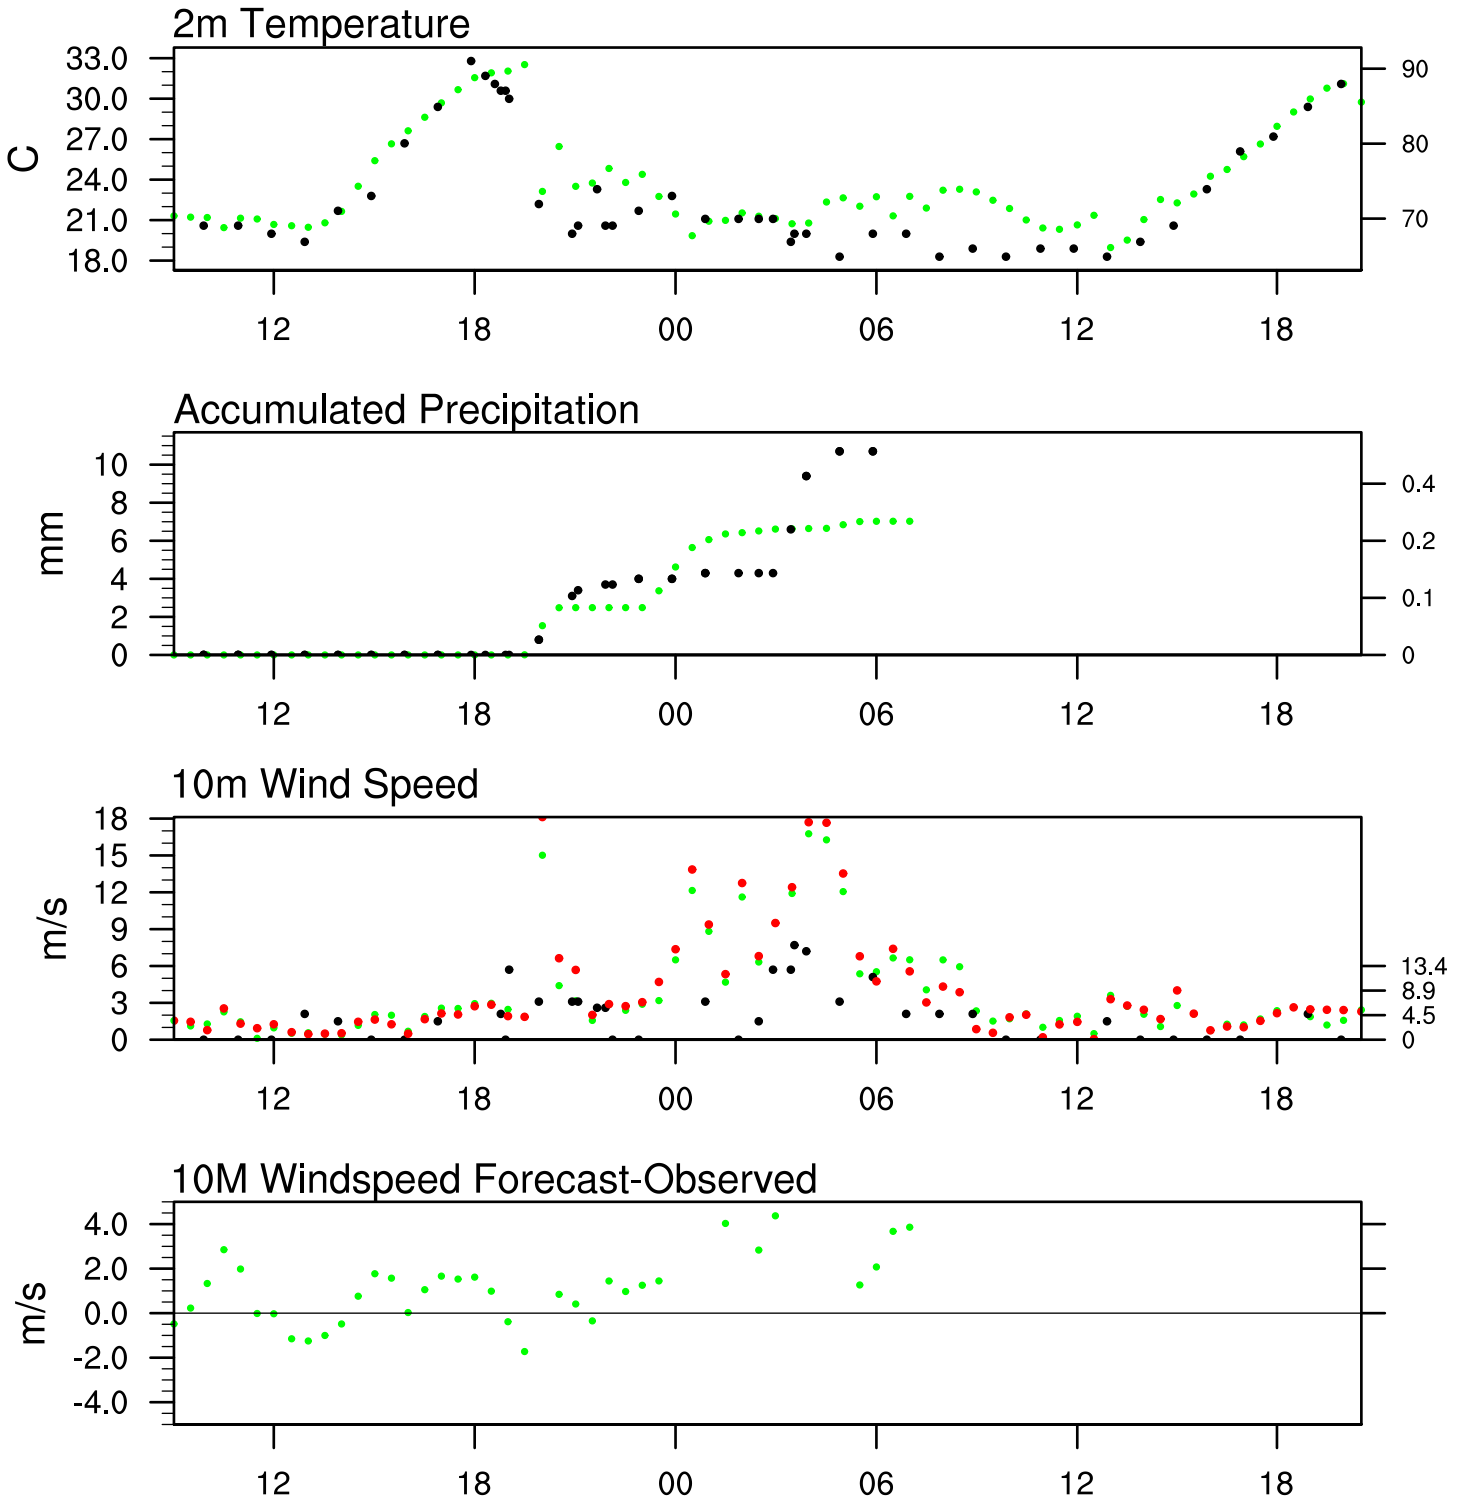 2m Temperature
33.0
30.0
27.0
24.0
21.0
18.0
C
90
80
70
12 18 00 06 12 18
Accumulated Precipitation
10
8
6
4
2
0
mm
0.4
0.2
0.1
0
12 18 00 06 12 18
10m Wind Speed
18
15
12
9
6
3
0
m/s
13.4
8.9
4.5
0
12 18 00 06 12 18
10M Windspeed Forecast-Observed
4.0
2.0
0.0
-2.0
-4.0
m/s
12 18 00 06 12 18